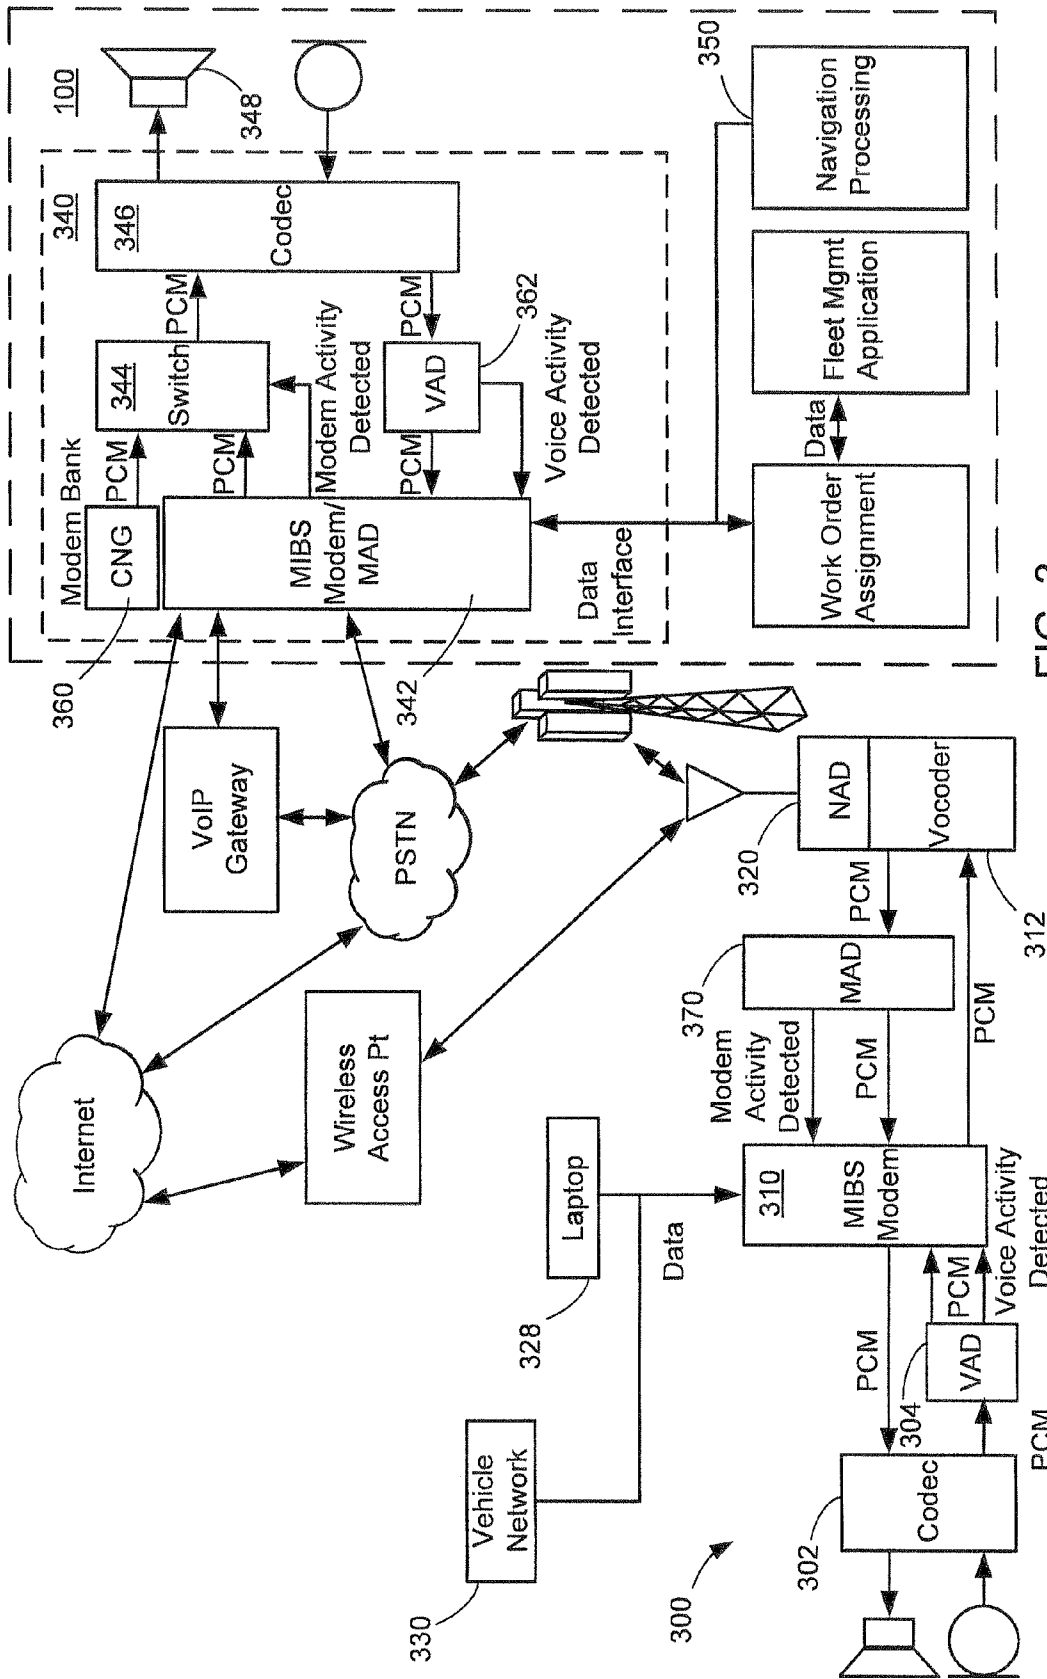 300
330
Vehicle
Network
328
Laptop
Data
302
Codec
PCM
PCM
304
VAD
PCM
Voice Activity
Detected
310
MIBS
Modem
Modem
Activity
Detected
PCM
PCM
370
MAD
PCM
320
NAD
Vocoder
312
Internet
Wireless
Access Pt
VoIP
Gateway
PSTN
100
340
Modem Bank
360
CNG
PCM
342
MIBS
Modem/
MAD
PCM
344
Switch
Modem Activity
Detected
PCM
346
Codec
348
PCM
VAD
362
PCM
Voice Activity
Detected
Data
Interface
350
Work Order
Assignment
Data
Fleet Mgmt
Application
Navigation
Processing